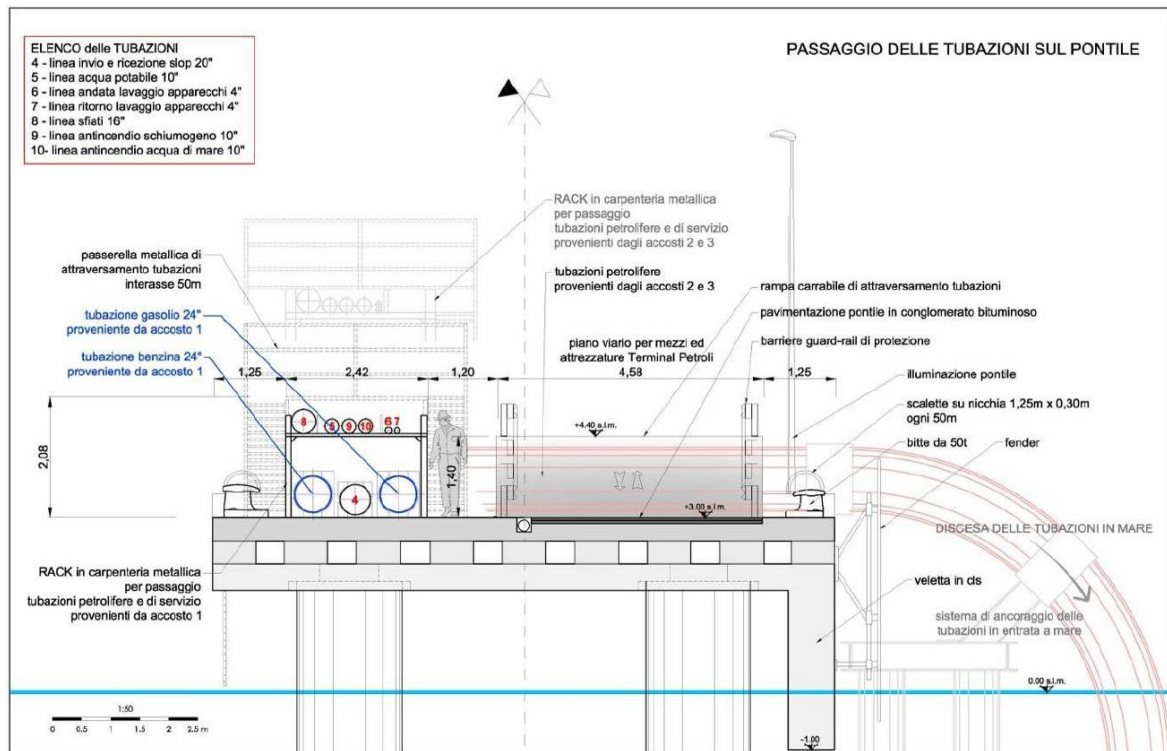 ELENCO delle TUBAZIONI
4 - linea invio e ricezione slop 20"
5 - linea acqua potabile 10"
6 - linea andata lavaggio apparecchi 4"
7 - linea ritorno lavaggio apparecchi 4"
8 - linea sfiati 16"
9 - linea antincendio schiumogeno 10"
10- linea antincendio acqua di mare 10"
PASSAGGIO DELLE TUBAZIONI SUL PONTILE
RACK in carpenteria metallica
per passaggio
tubazioni petrolifere e di servizio
provenienti dagli accosti 2 e 3
passerella metallica di
attraversamento tubazioni
interasse 50m
tubazioni petrolifere
provenienti dagli accosti 2 e 3
rampa carrabile di attraversamento tubazioni
tubazione gasolio 24"
proveniente da accosto 1
pavimentazione pontile in conglomerato bituminoso
piano viario per mezzi ed
attrezzature Terminal Petroli
barriere guard-rail di protezione
tubazione benzina 24"
proveniente da accosto 1
1,25
2,42
1,20
4,58
1,25
illuminazione pontile
scalette su nicchia 1,25m x 0,30m
ogni 50m
8
5
9
10
6
7
+4.40 s.l.m.
bitte da 50t
fender
2,08
1,40
4
+3.00 s.l.m.
DISCESA DELLE TUBAZIONI IN MARE
RACK in carpenteria metallica
per passaggio
tubazioni petrolifere e di servizio
provenienti da accosto 1
veletta in cls
sistema di ancoraggio delle
tubazioni in entrata a mare
0.00 s.l.m.
1:50
0 0.5 1 1.5 2 2.5 m
-1.00